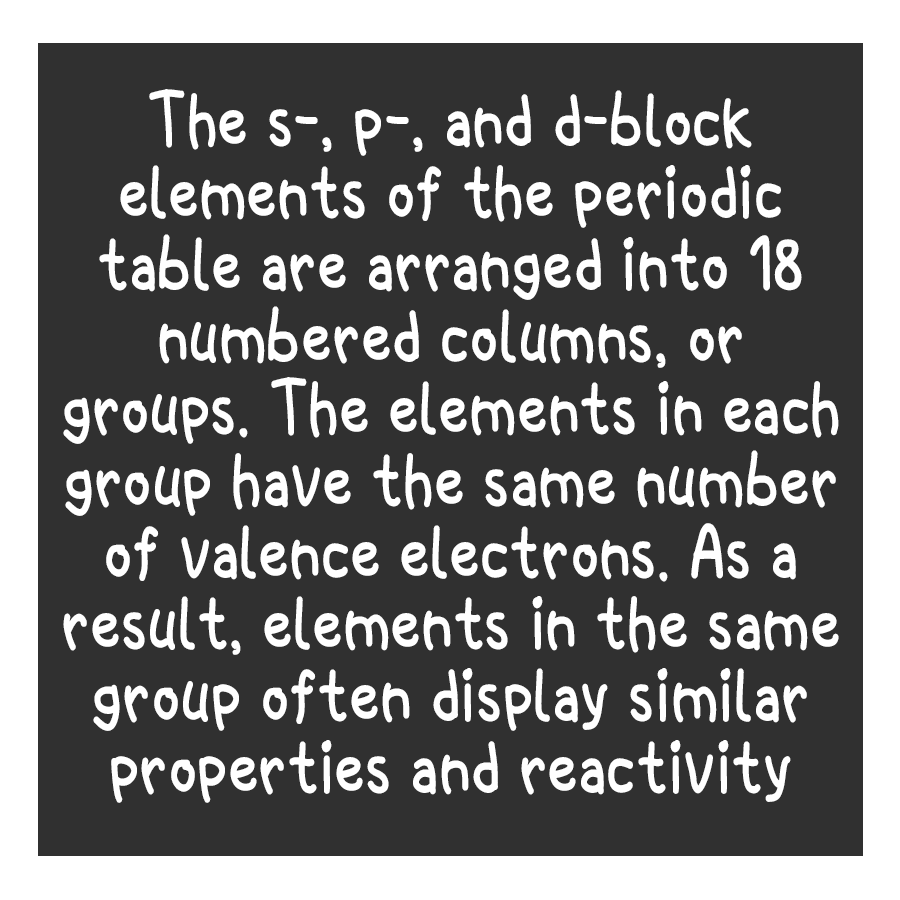 The s-, p-, and d-block
elements of the periodic
table are arranged into 18
numbered columns, or
groups. The elements in each
group have the same number
of valence electrons. As a
result, elements in the same
group often display similar
properties and reactivity